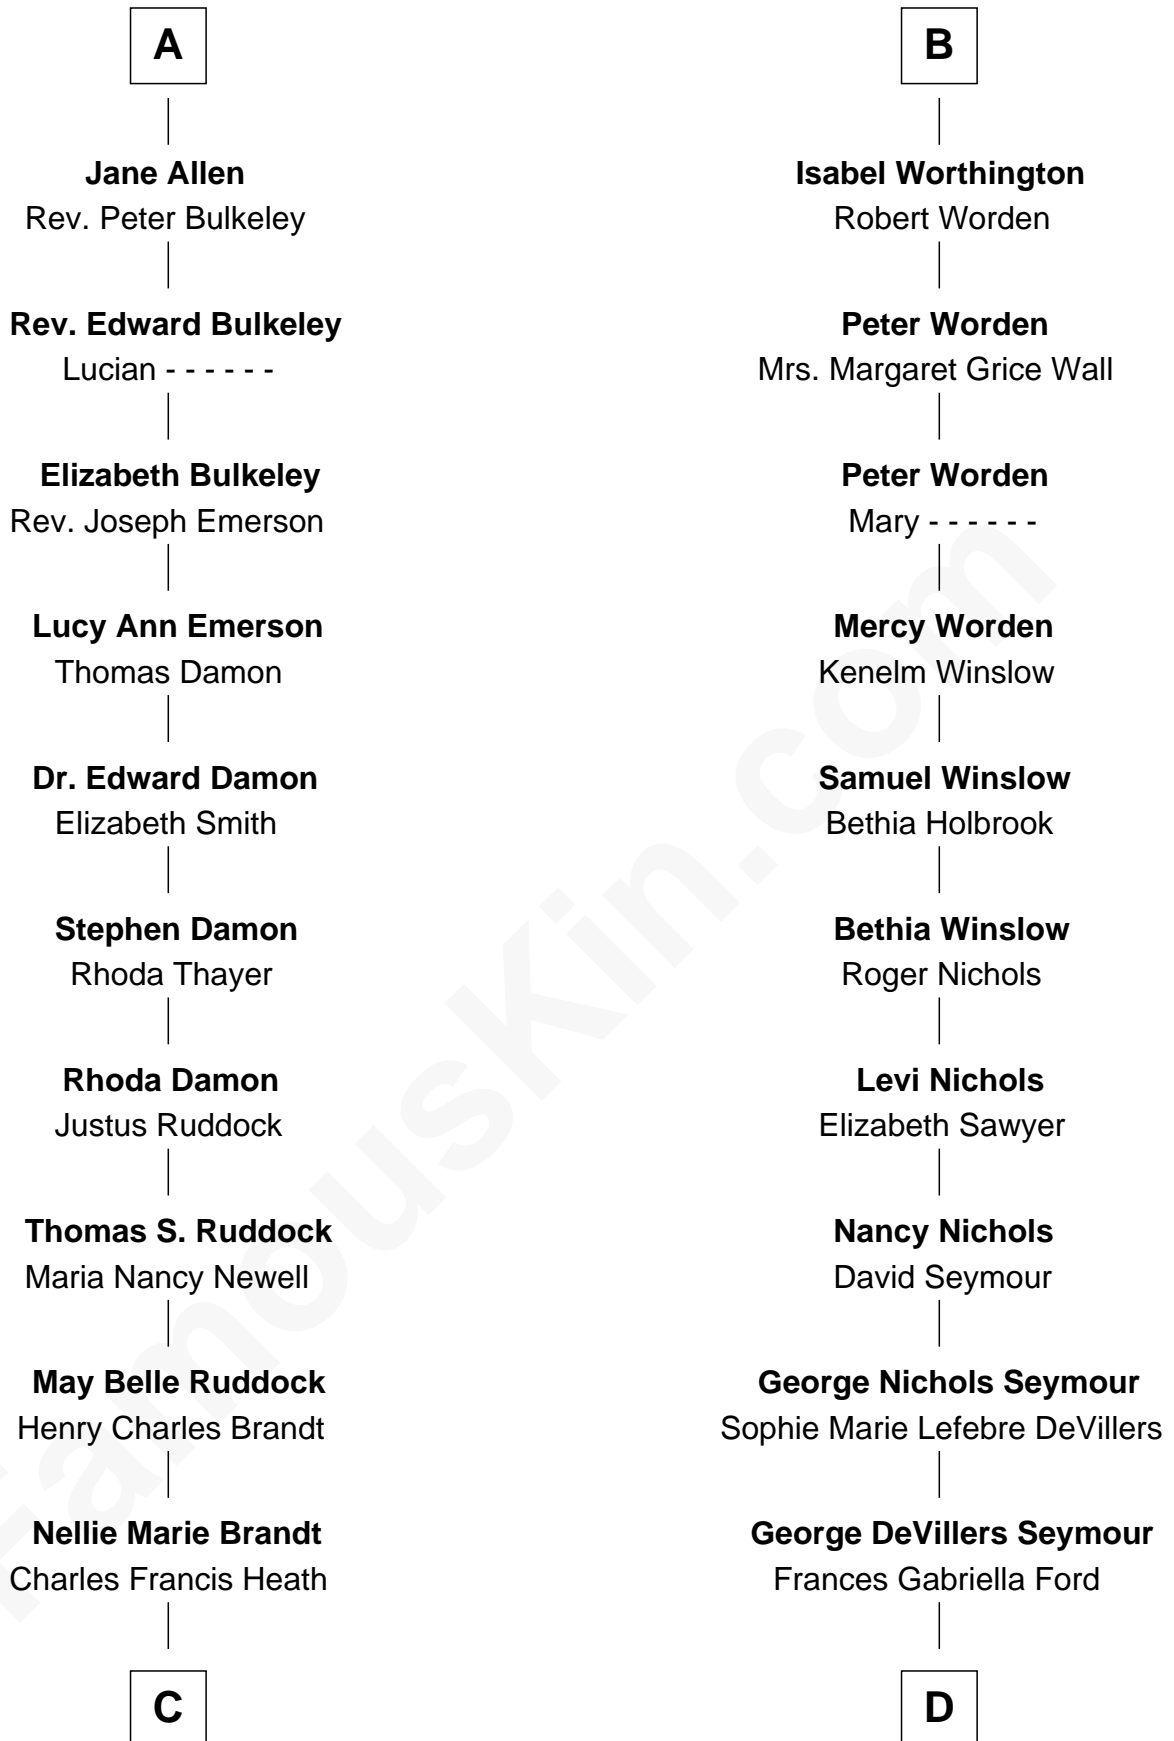 A
Jane Allen
Rev. Peter Bulkeley
Rev. Edward Bulkeley
Lucian - - - - - -
Elizabeth Bulkeley
Rev. Joseph Emerson
Lucy Ann Emerson
Thomas Damon
Dr. Edward Damon
Elizabeth Smith
Stephen Damon
Rhoda Thayer
Rhoda Damon
Justus Ruddock
Thomas S. Ruddock
Maria Nancy Newell
May Belle Ruddock
Henry Charles Brandt
Nellie Marie Brandt
Charles Francis Heath
C
B
Isabel Worthington
Robert Worden
Peter Worden
Mrs. Margaret Grice Wall
Peter Worden
Mary - - - - - -
Mercy Worden
Kenelm Winslow
Samuel Winslow
Bethia Holbrook
Bethia Winslow
Roger Nichols
Levi Nichols
Elizabeth Sawyer
Nancy Nichols
David Seymour
George Nichols Seymour
Sophie Marie Lefebre DeVillers
George DeVillers Seymour
Frances Gabriella Ford
D
FamousKin.com